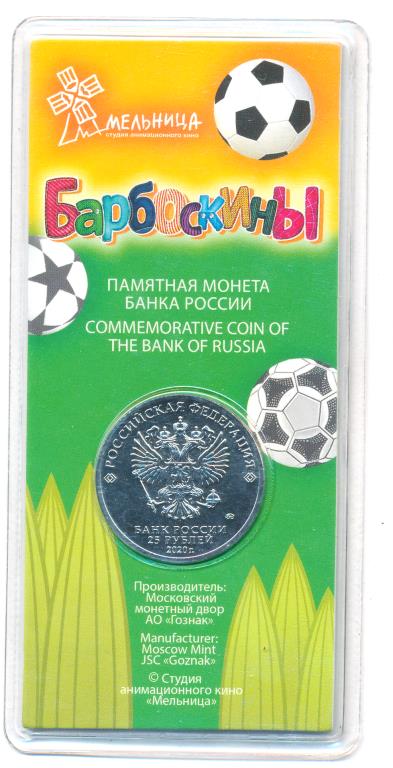 Мельница
студия анимационного кино
Барбоскины
ПАМЯТНАЯ МОНЕТА
БАНКА РОССИИ
COMMEMORATIVE COIN OF
THE BANK OF RUSSIA
РОССИЙСКАЯ ФЕДЕРАЦИЯ
БАНК РОССИИ
25 РУБЛЕЙ
2020 г.
Производитель:
Московский
монетный двор
АО «Гознак»
Manufacturer:
Moscow Mint
JSC «Goznak»
© Студия
анимационного кино
«Мельница»